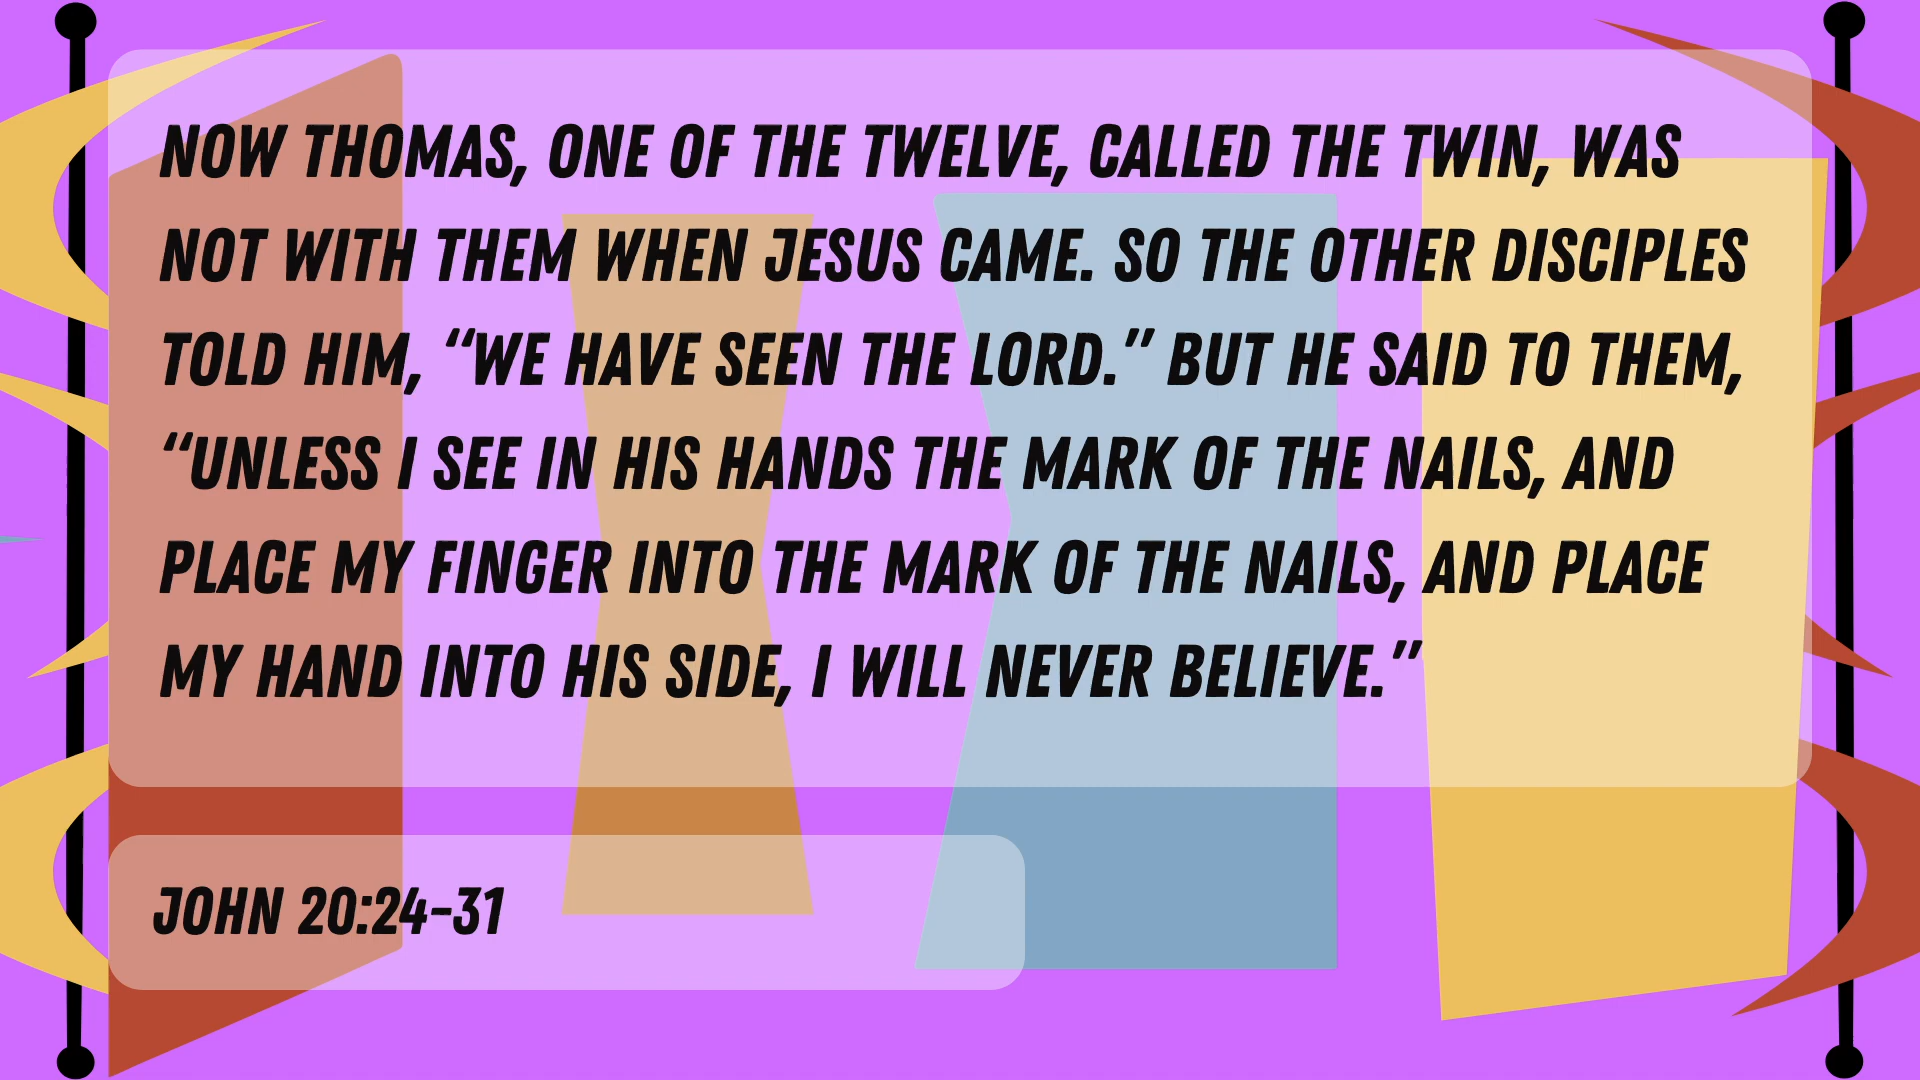 NOW THOMAS, ONE OF THE TWELVE, CALLED THE TWIN, WAS
NOT WITH THEM WHEN JESUS CAME. SO THE OTHER DISCIPLES
TOLD HIM, “WE HAVE SEEN THE LORD.” BUT HE SAID TO THEM,
“UNLESS I SEE IN HIS HANDS THE MARK OF THE NAILS, AND
PLACE MY FINGER INTO THE MARK OF THE NAILS, AND PLACE
MY HAND INTO HIS SIDE, I WILL NEVER BELIEVE.”
JOHN 20:24-31